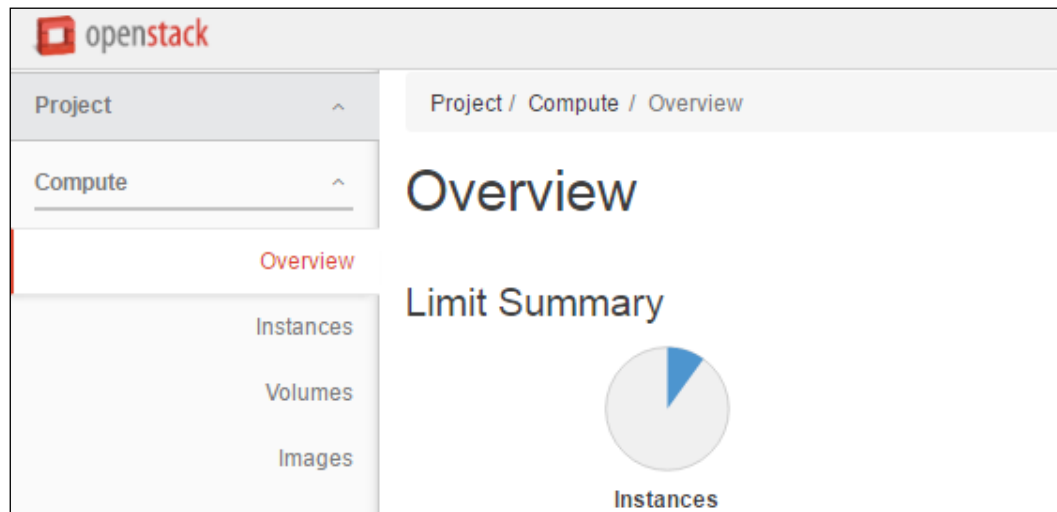 openstack
Project
Project / Compute / Overview
Compute
Overview
Overview
Instances
Volumes
Images
Limit Summary
Instances